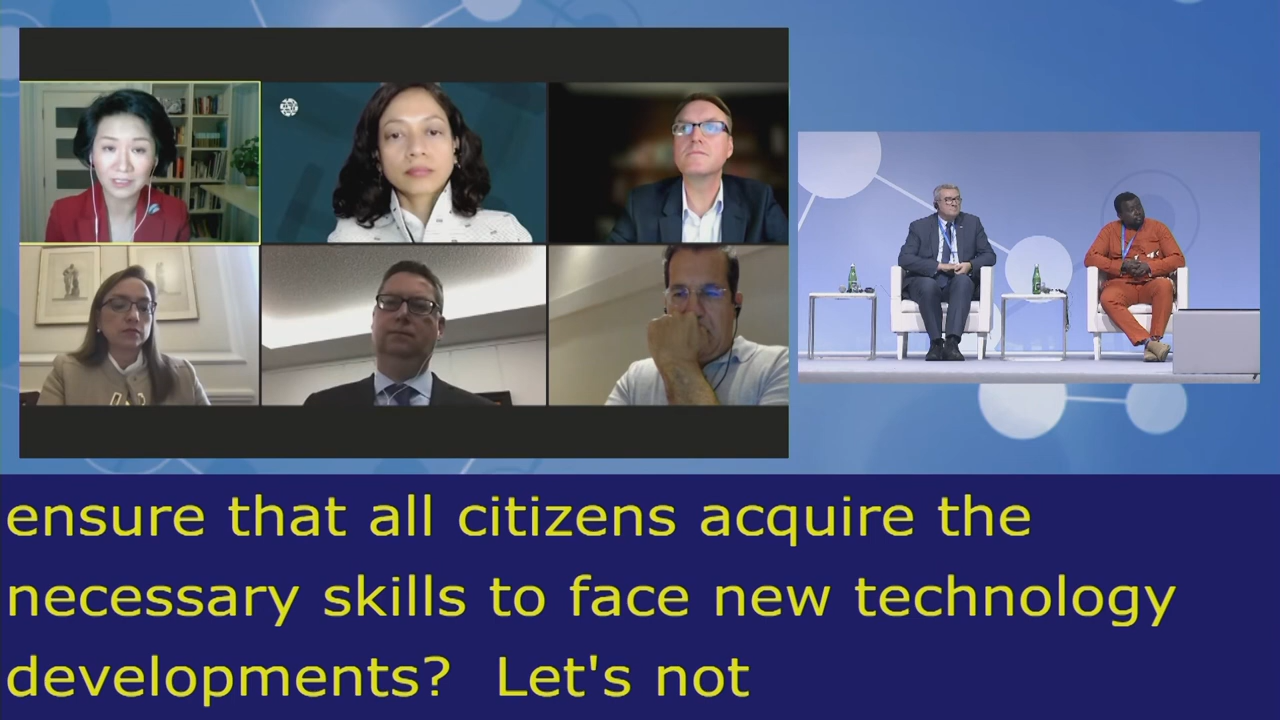 ensure that all citizens acquire the
necessary skills to face new technology
developments?  Let's not